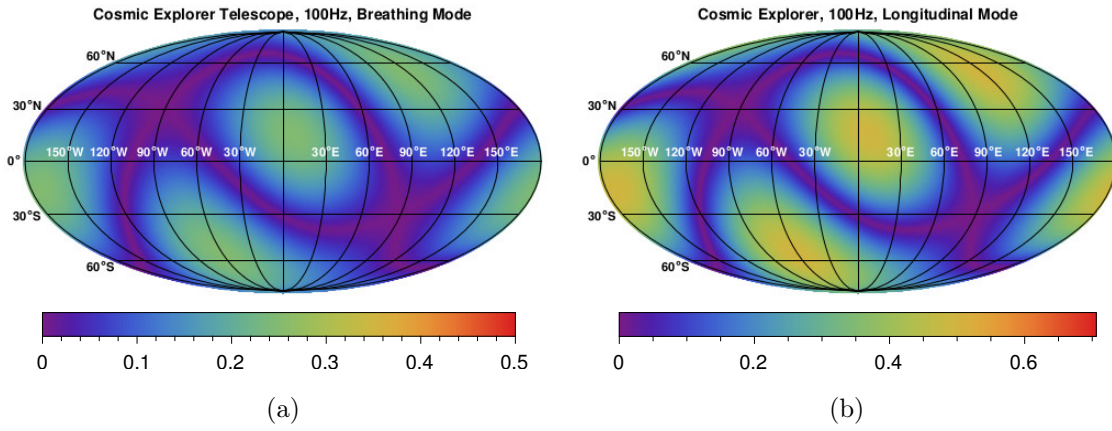 Cosmic Explorer Telescope, 100Hz, Breathing Mode
60°N
30°N
0°
150°W 120°W 90°W 60°W 30°W 30°E 60°E 90°E 120°E 150°E
30°S
60°S
0 0.1 0.2 0.3 0.4 0.5
(a)
Cosmic Explorer, 100Hz, Longitudinal Mode
60°N
30°N
0°
150°W 120°W 90°W 60°W 30°W 30°E 60°E 90°E 120°E 150°E
30°S
60°S
0 0.2 0.4 0.6
(b)